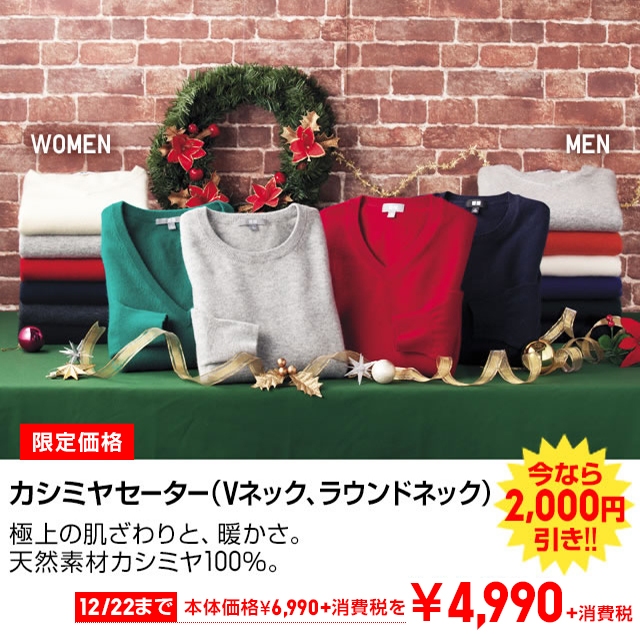 WOMEN
MEN
限定価格
カシミヤセーター(Vネック、ラウンドネック)
極上の肌ざわりと、暖かさ。
天然素材カシミヤ100%。
今なら
2,000円
引き!!
12/22まで 本体価格¥6,990+消費税を ¥4,990 +消費税